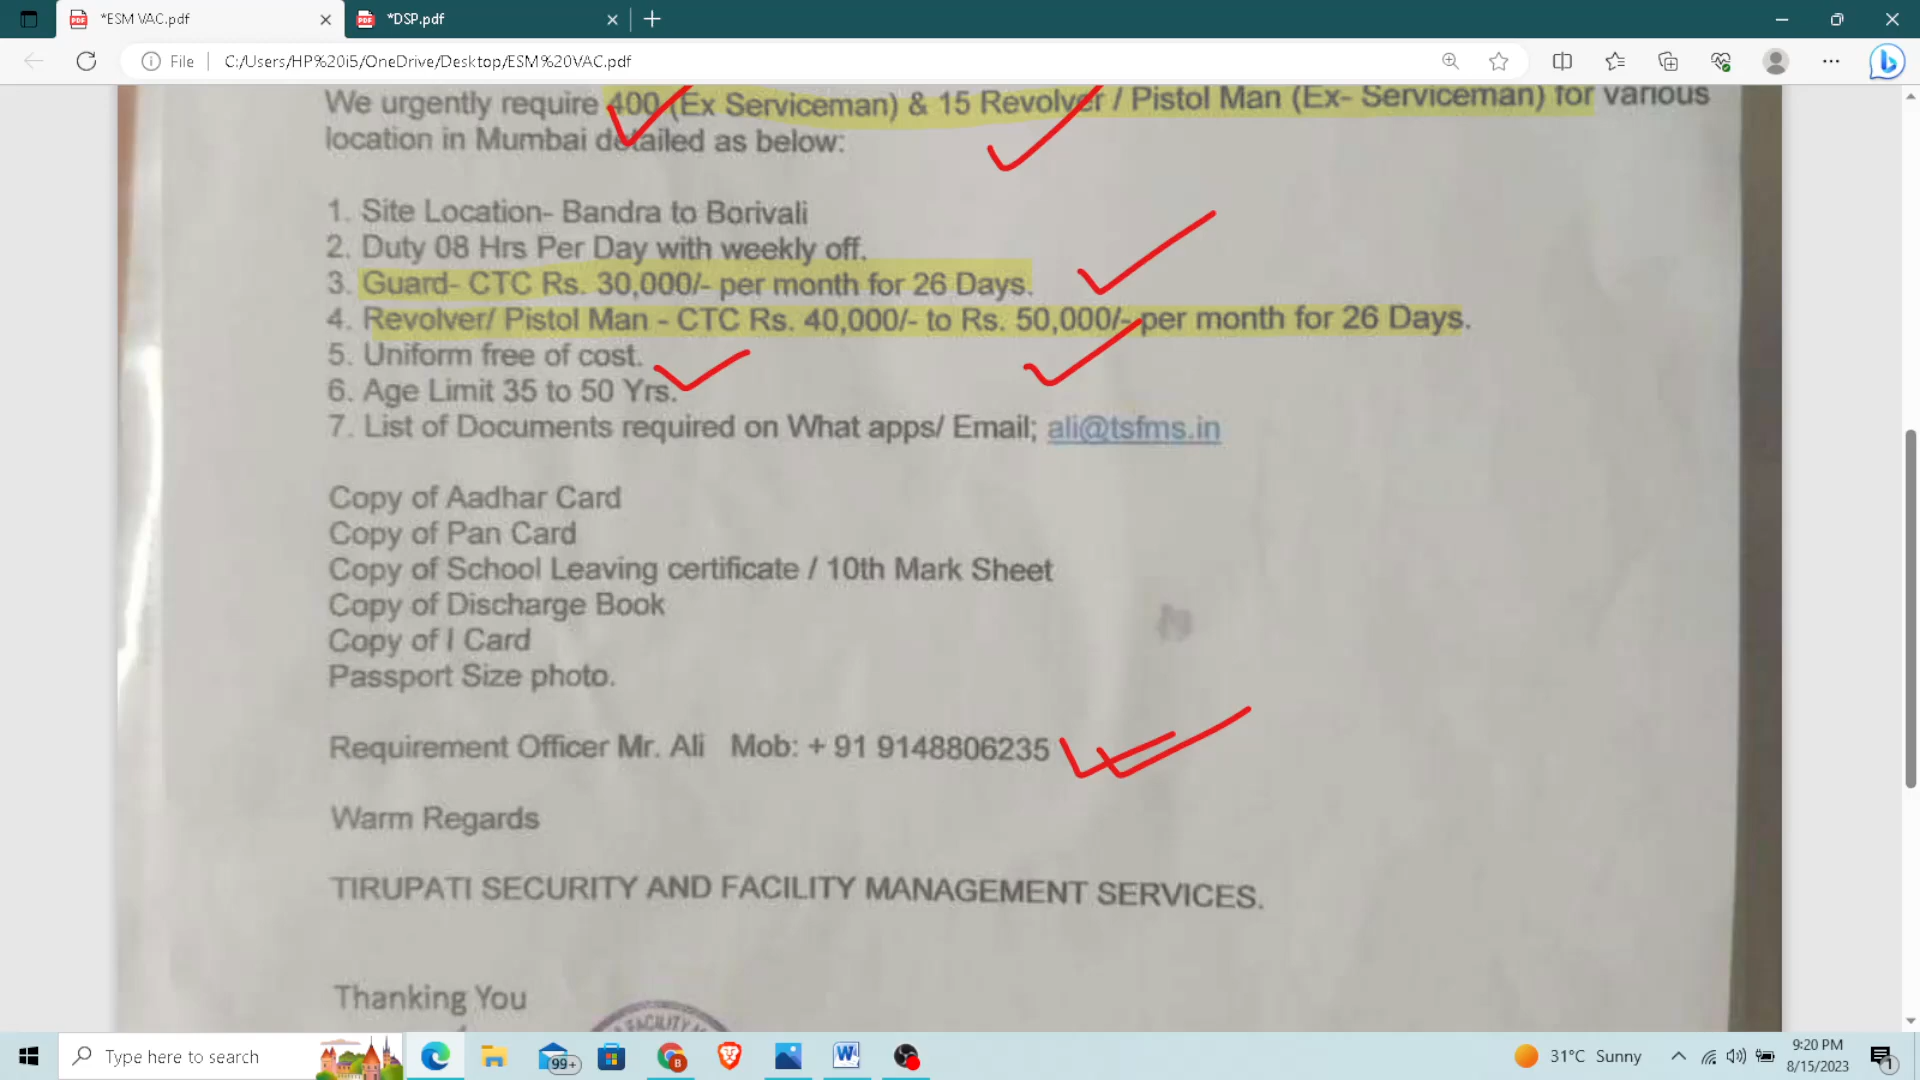 *ESM VAC.pdf
*DSP.pdf
File
C:/Users/HP%20i5/OneDrive/Desktop/ESM%20VAC.pdf
We urgently require 400 (Ex Serviceman) & 15 Revolver / Pistol Man (Ex- Serviceman) for various
location in Mumbai detailed as below:
1. Site Location- Bandra to Borivali
2. Duty 08 Hrs Per Day with weekly off.
3. Guard- CTC Rs. 30,000/- per month for 26 Days.
4. Revolver/ Pistol Man - CTC Rs. 40,000/- to Rs. 50,000/- per month for 26 Days.
5. Uniform free of cost.
6. Age Limit 35 to 50 Yrs.
7. List of Documents required on What apps/ Email; ali@tsfms.in
Copy of Aadhar Card
Copy of Pan Card
Copy of School Leaving certificate / 10th Mark Sheet
Copy of Discharge Book
Copy of I Card
Passport Size photo.
Requirement Officer Mr. Ali Mob: + 91 9148806235
Warm Regards
TIRUPATI SECURITY AND FACILITY MANAGEMENT SERVICES.
Thanking You
FACILITY
Type here to search
99+
31°C Sunny
9:20 PM
8/15/2023
1